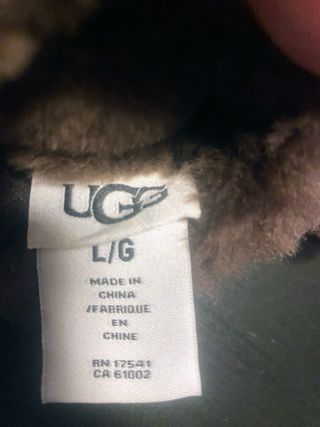 UGG
L/G
MADE IN
CHINA
/FABRIQUE
EN
CHINE
RN 17541
CA 61002